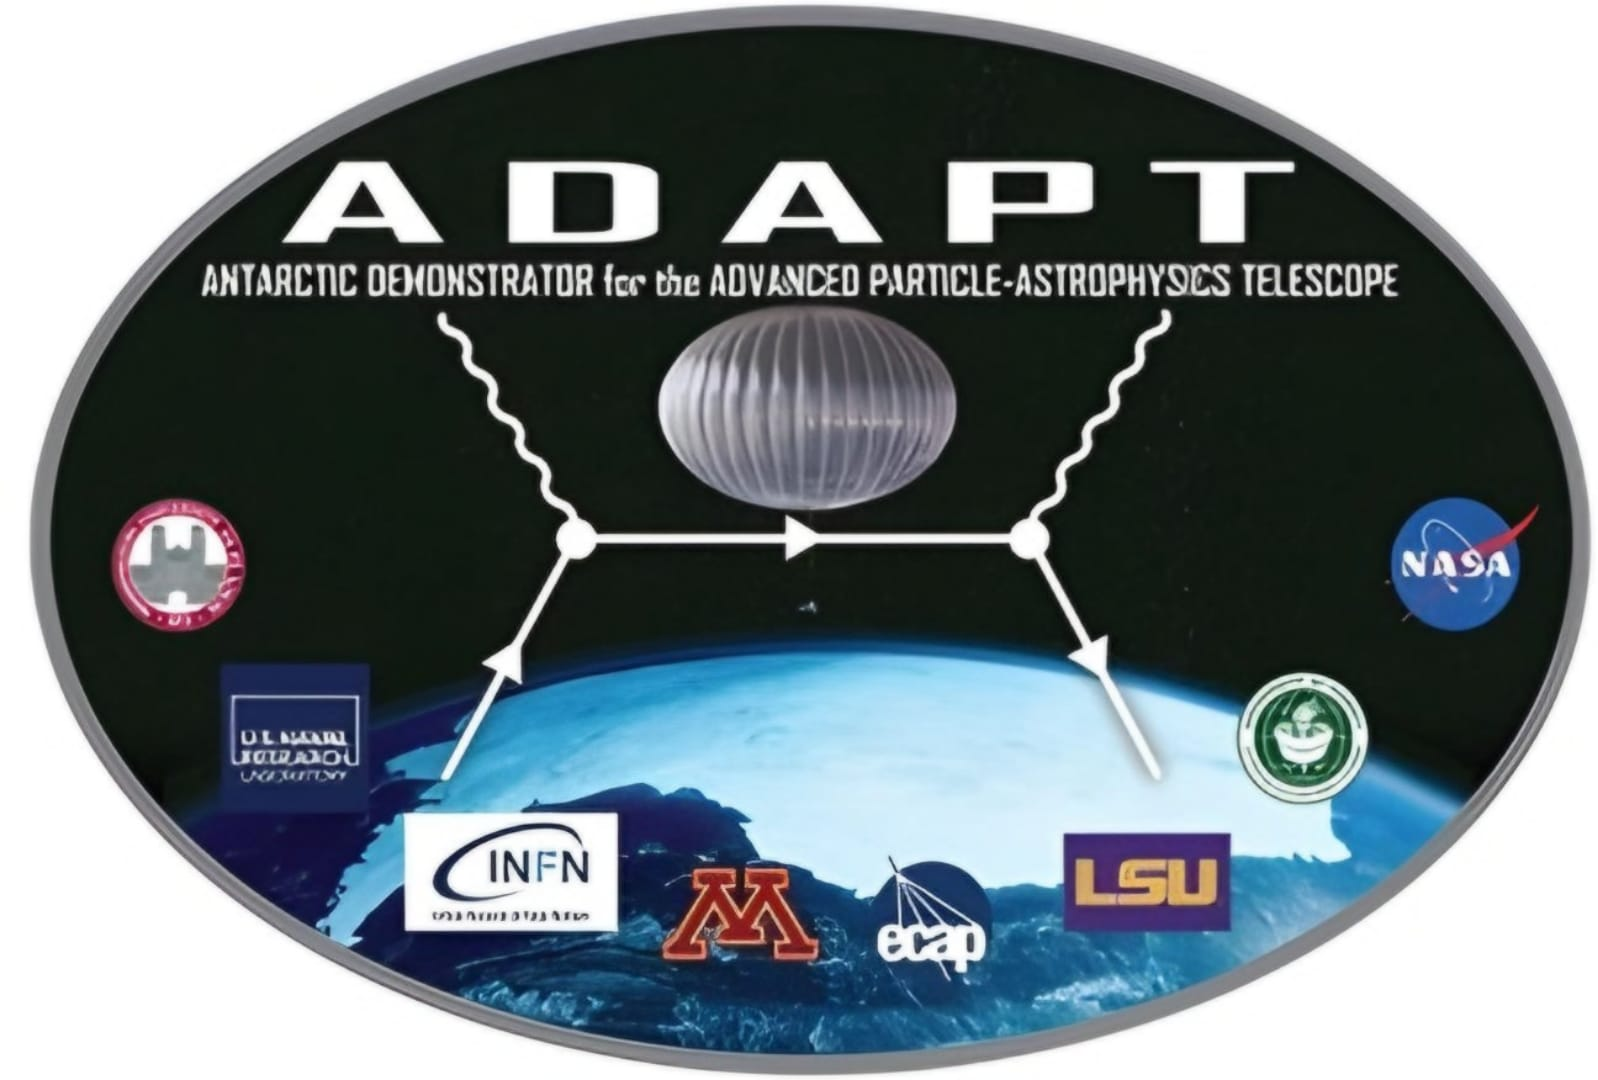 ADAPT
ANTARCTIC DEMONSTRATOR for the ADVANCED PARTICLE-ASTROPHYSICS TELESCOPE
NASA
INFN
M
ecap
LSU